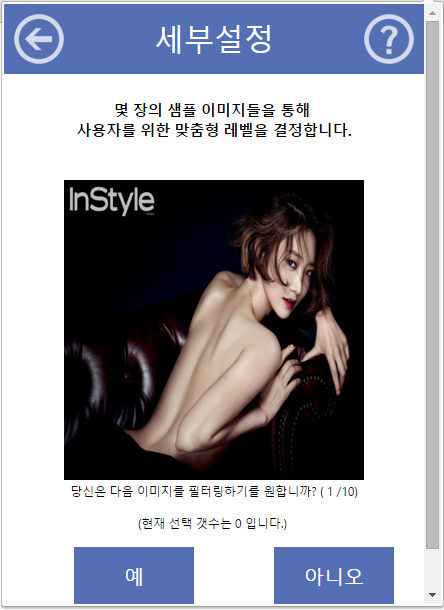 세부설정
몇 장의 샘플 이미지들을 통해
사용자를 위한 맞춤형 레벨을 결정합니다.
InStyle
당신은 다음 이미지를 필터링하기를 원합니까? ( 1 /10)
(현재 선택 갯수는 0 입니다.)
예
아니오